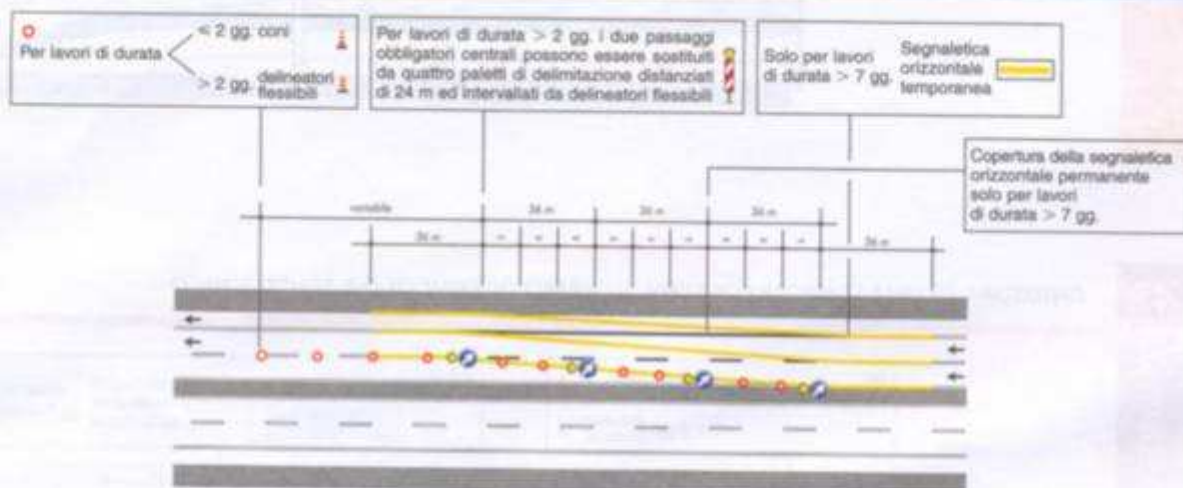 Per lavori di durata
< 2 gg. coni
> 2 gg. delineatori
flessibili
Per lavori di durata > 2 gg. i due passaggi
obbligatori centrali possono essere sostituiti
da quattro paletti di delimitazione distanziati
di 24 m ed intervallati da delineatori flessibili
Solo per lavori
di durata > 7 gg.
Segnaletica
orizzontale
temporanea
Copertura della segnaletica
orizzontale permanente
solo per lavori
di durata > 7 gg.
variabile
36 m
36 m